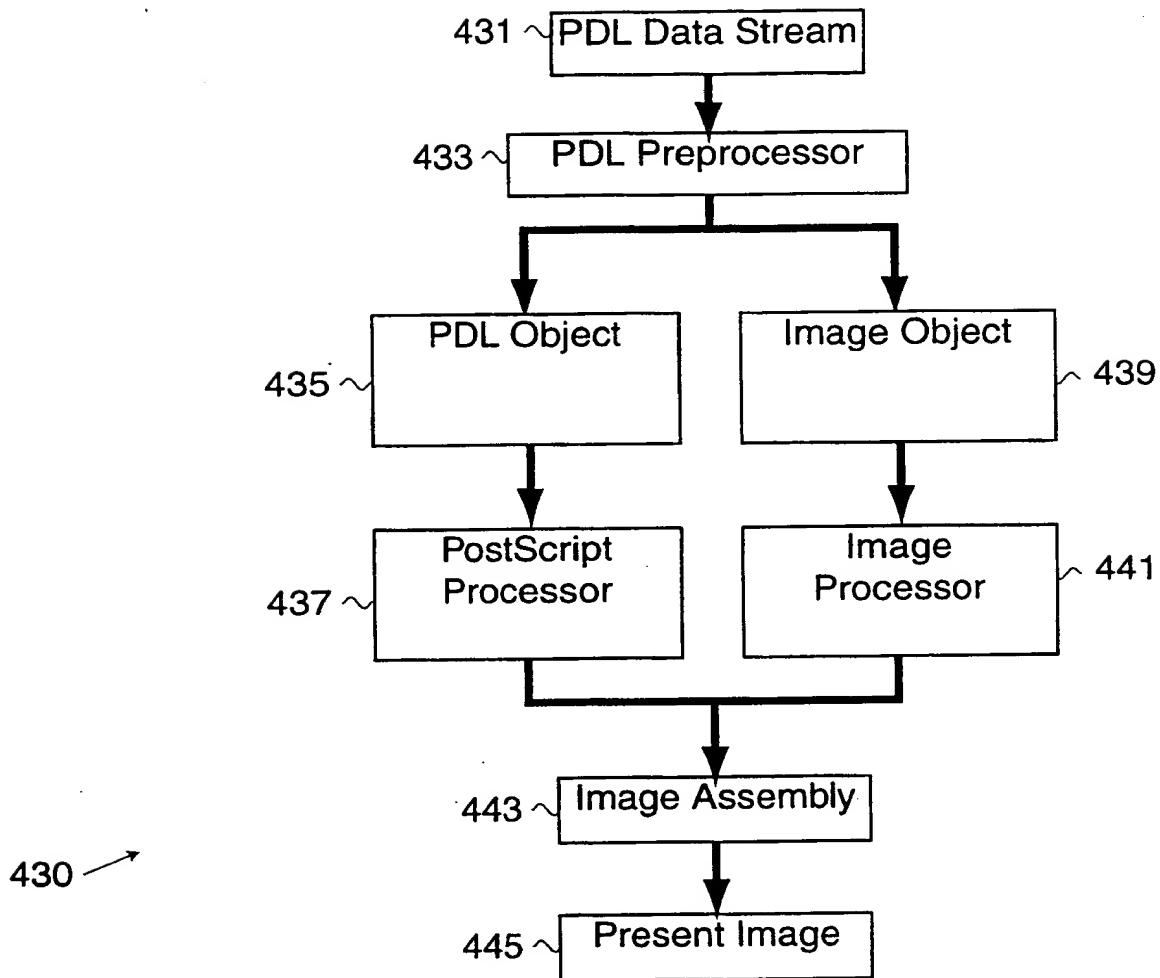 431 PDL Data Stream
433 PDL Preprocessor
PDL Object
435
Image Object
439
PostScript
Processor
437
Image
Processor
441
443 Image Assembly
430
445 Present Image